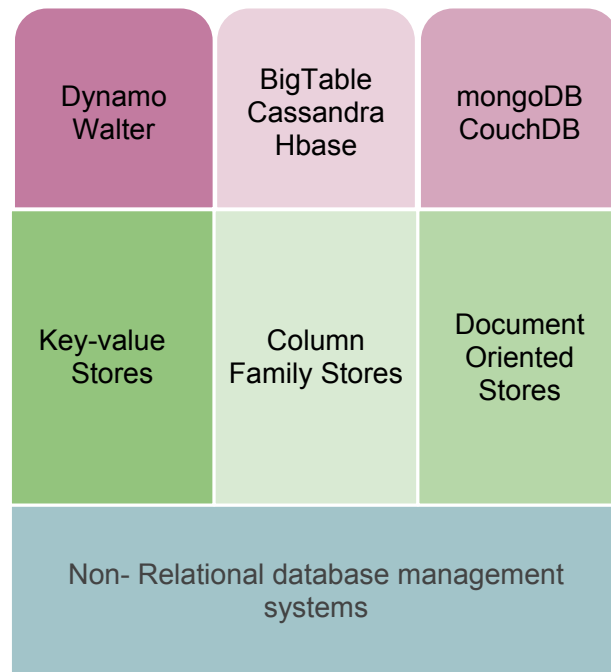 Dynamo
Walter
BigTable
Cassandra
Hbase
mongoDB
CouchDB
Key-value
Stores
Column
Family Stores
Document
Oriented
Stores
Non- Relational database management
systems